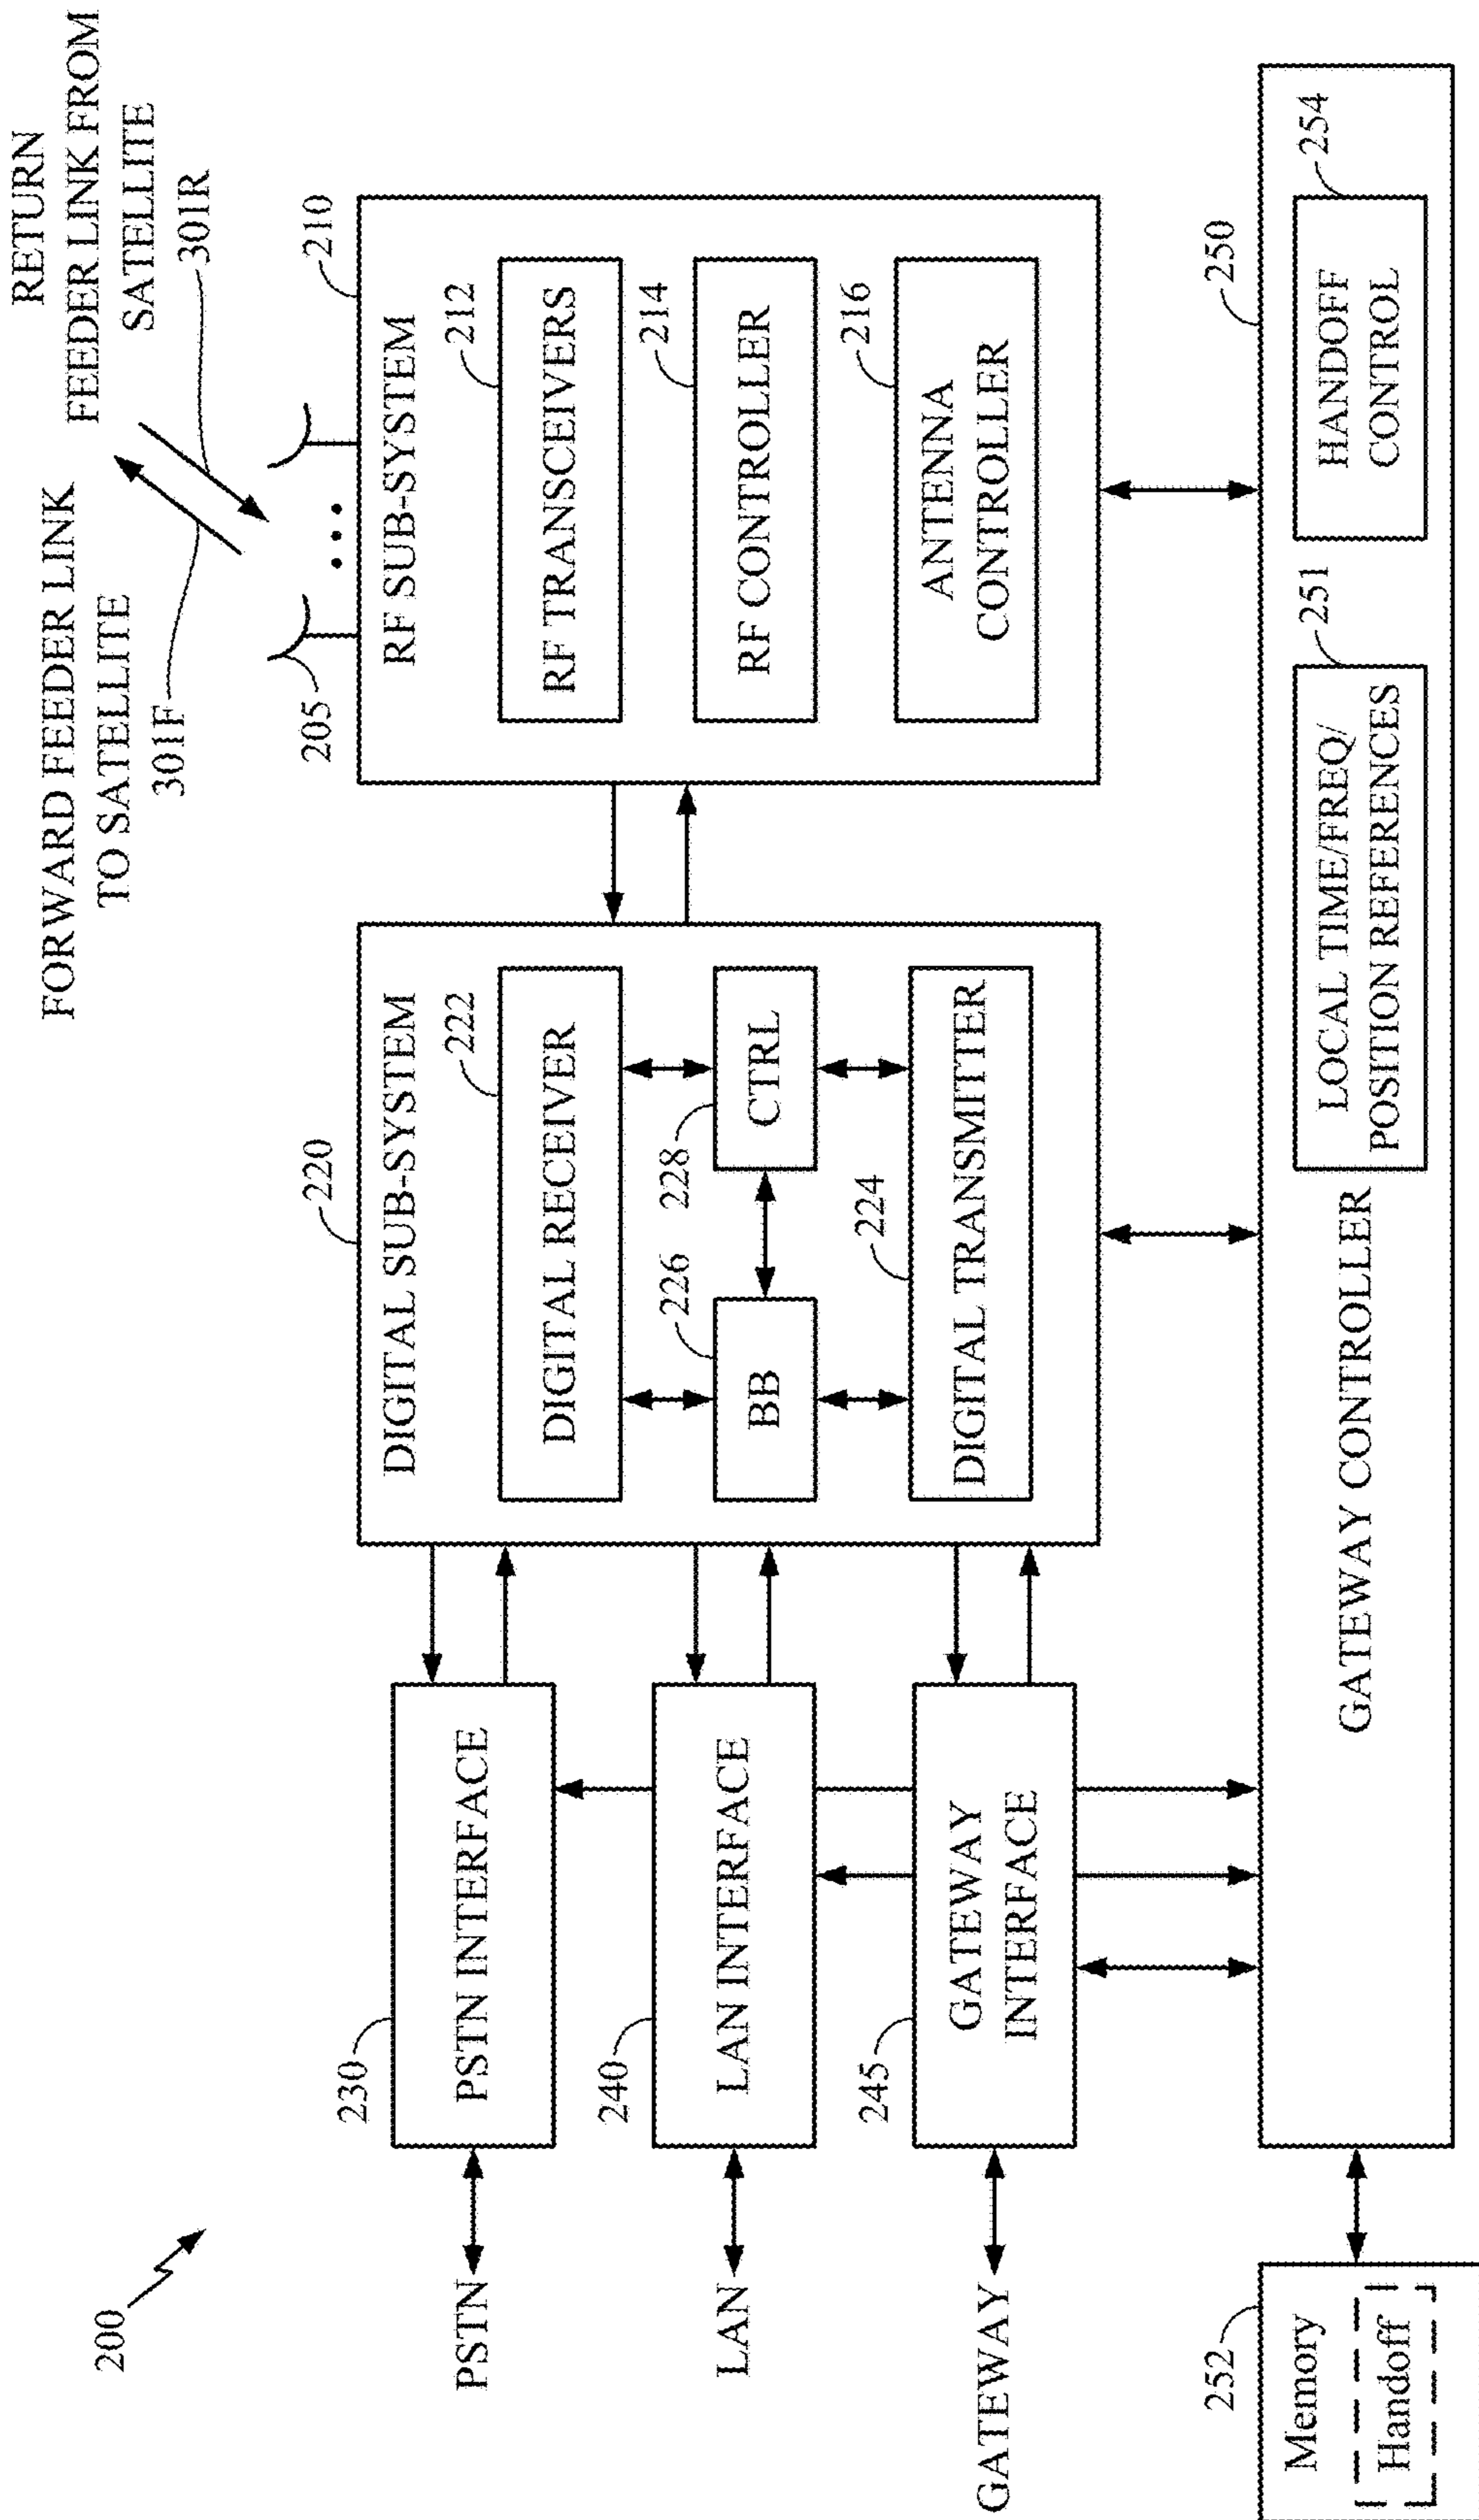 200
FORWARD FEEDER LINK
TO SATELLITE
301F
RETURN
FEEDER LINK FROM
SATELLITE
301R
205
210
RF SUB-SYSTEM
212
RF TRANSCEIVERS
214
RF CONTROLLER
216
ANTENNA
CONTROLLER
220
DIGITAL SUB-SYSTEM
222
DIGITAL RECEIVER
226
BB
228
CTRL
224
DIGITAL TRANSMITTER
230
PSTN
PSTN INTERFACE
240
LAN
LAN INTERFACE
245
GATEWAY
GATEWAY
INTERFACE
252
Memory
Handoff
250
GATEWAY CONTROLLER
251
LOCAL TIME/FREQ/
POSITION REFERENCES
254
HANDOFF
CONTROL